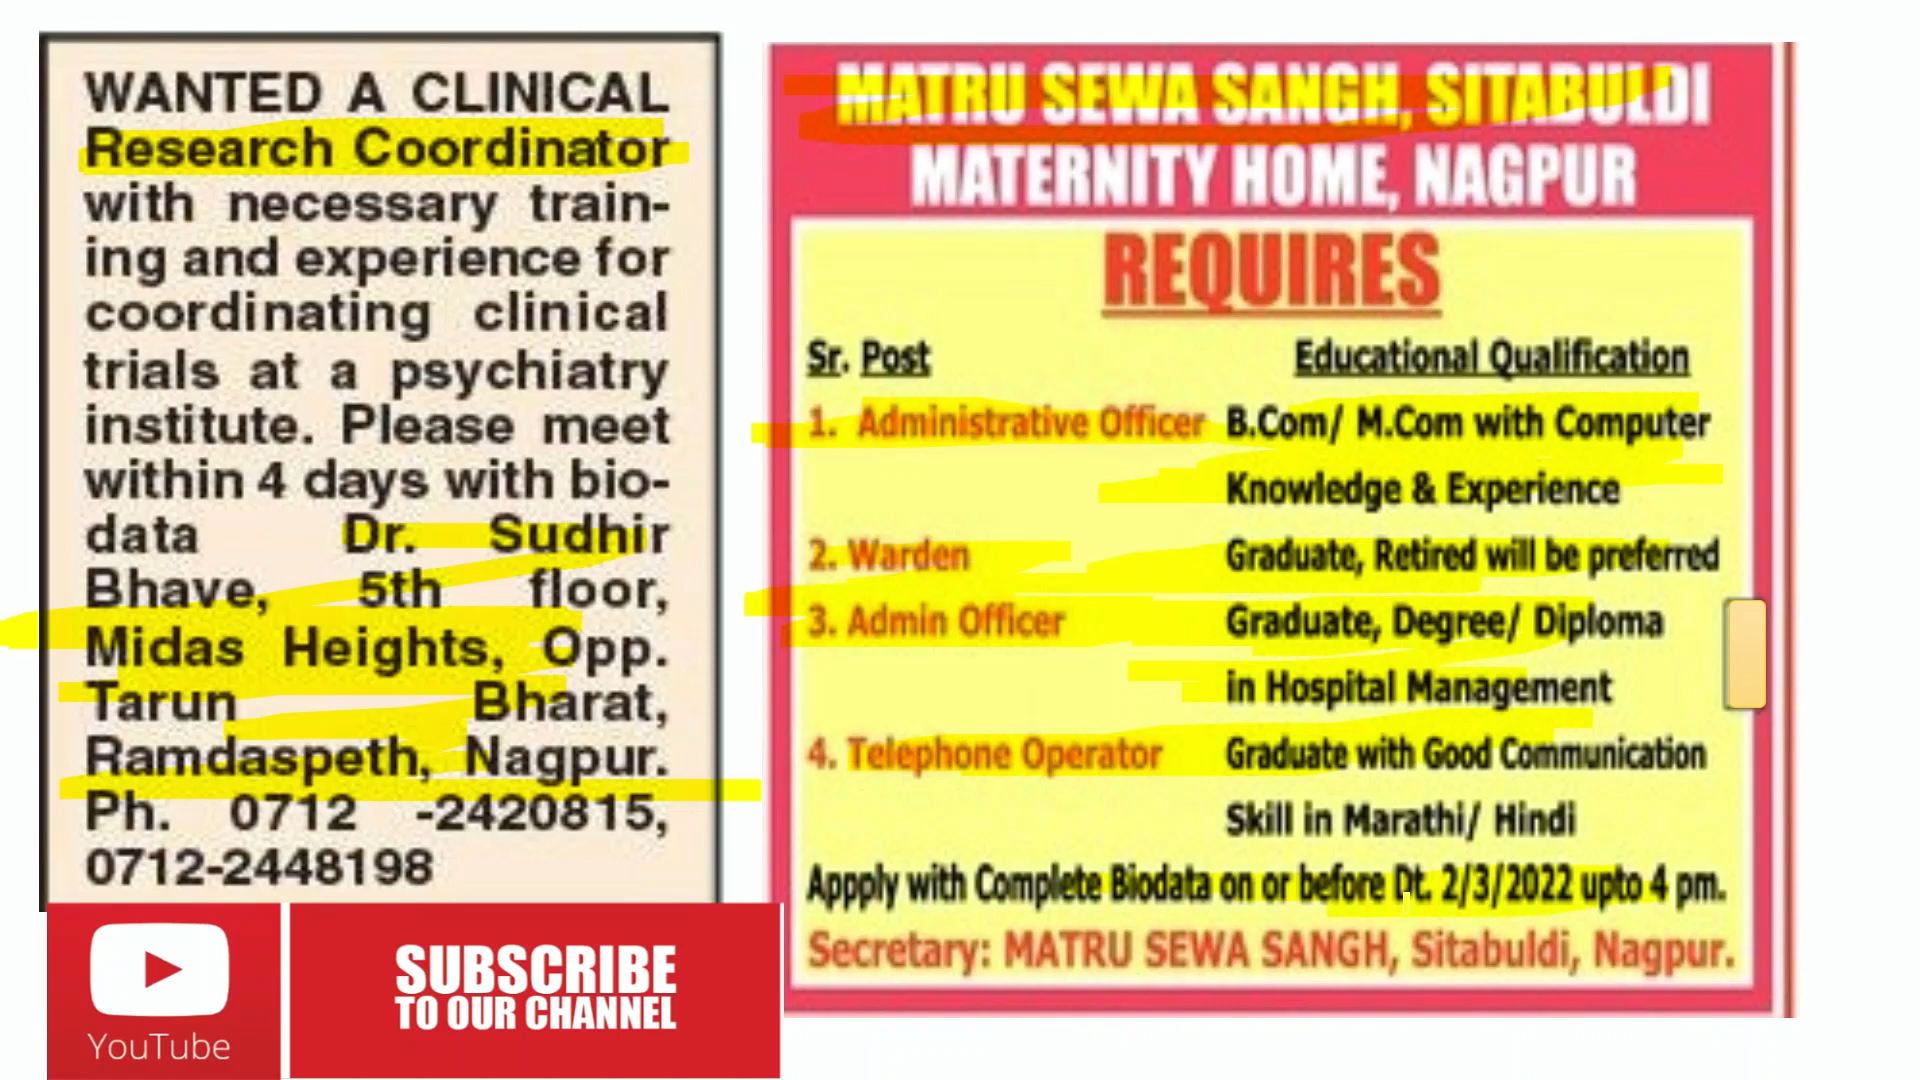 WANTED A CLINICAL
Research Coordinator
with necessary train-
ing and experience for
coordinating clinical
trials at a psychiatry
institute. Please meet
within 4 days with bio-
data Dr. Sudhir
Bhave, 5th floor,
Midas Heights, Opp.
Tarun Bharat,
Ramdaspeth, Nagpur.
Ph. 0712 -2420815,
0712-2448198
YouTube
SUBSCRIBE
TO OUR CHANNEL
MATRU SEWA SANGH, SITABULDI
MATERNITY HOME, NAGPUR
REQUIRES
Sr. Post Educational Qualification
1. Administrative Officer B.Com/ M.Com with Computer
Knowledge & Experience
2. Warden Graduate, Retired will be preferred
3. Admin Officer Graduate, Degree/ Diploma
in Hospital Management
4. Telephone Operator Graduate with Good Communication
Skill in Marathi/ Hindi
Appply with Complete Biodata on or before Dt. 2/3/2022 upto 4 pm.
Secretary: MATRU SEWA SANGH, Sitabuldi, Nagpur.